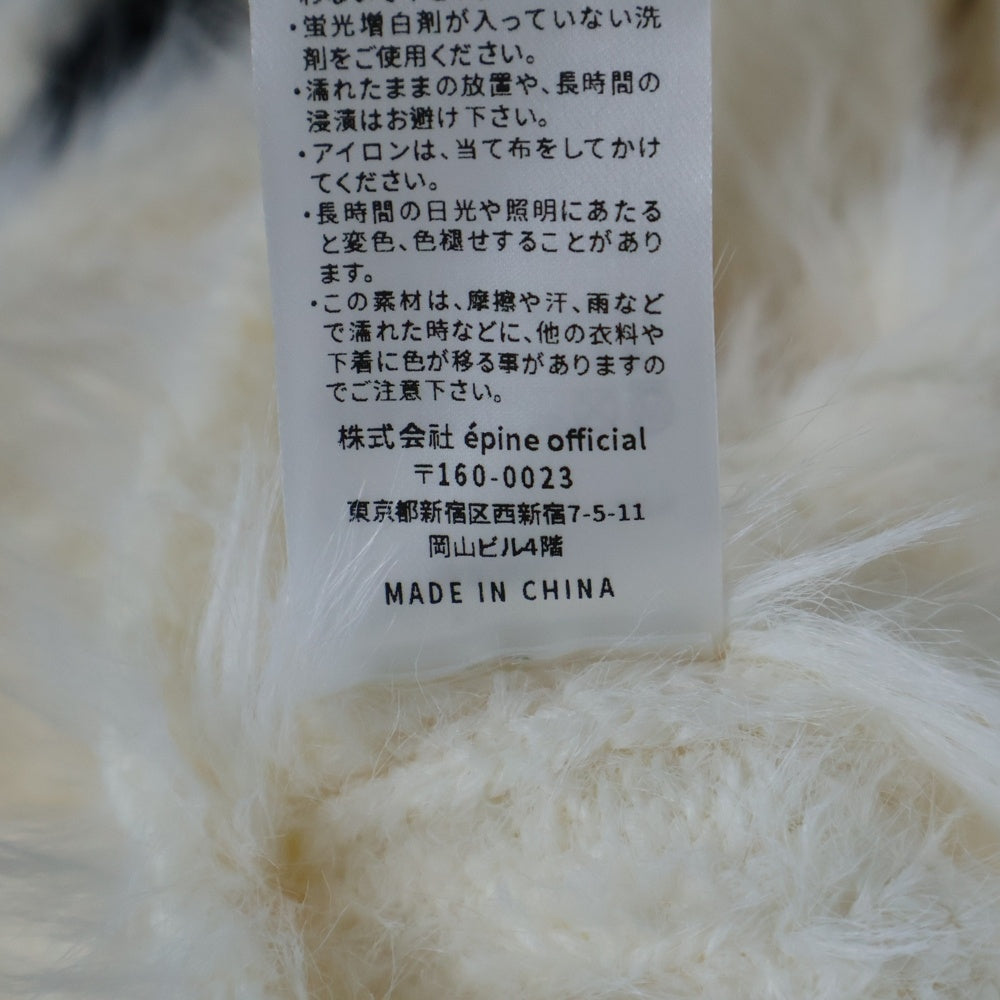 ・蛍光増白剤が入っていない洗
剤をご使用ください。
・濡れたままの放置や、長時間の
浸漬はお避け下さい。
・アイロンは、当て布をしてかけ
てください。
・長時間の日光や照明にあたる
と変色、色褪せすることがあり
ます。
・この素材は、摩擦や汗、雨など
で濡れた時などに、他の衣料や
下着に色が移る事がありますの
でご注意下さい。
株式会社 épine official
〒160-0023
東京都新宿区西新宿7-5-11
岡山ビル4階
MADE IN CHINA